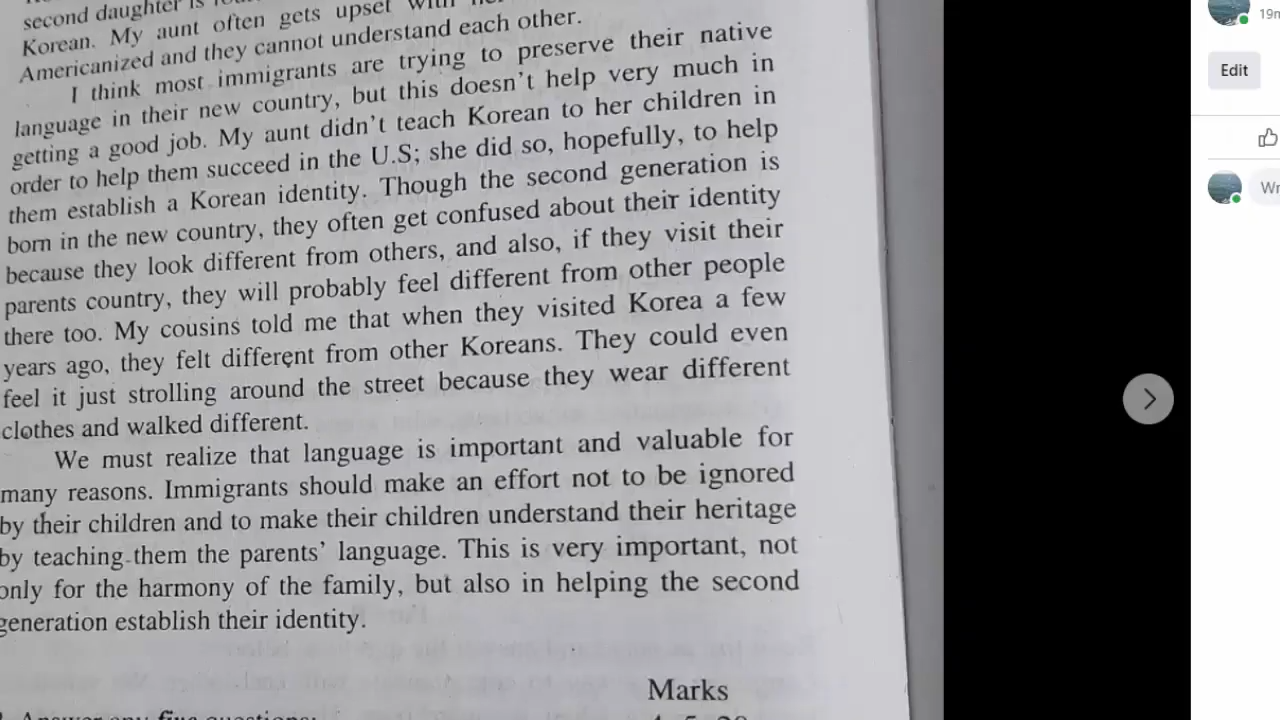 second daughter is
Korean. My aunt often gets upset with
Americanized and they cannot understand each other.
I think most immigrants are trying to preserve their native
language in their new country, but this doesn't help very much in
getting a good job. My aunt didn't teach Korean to her children in
order to help them succeed in the U.S; she did so, hopefully, to help
them establish a Korean identity. Though the second generation is
born in the new country, they often get confused about their identity
because they look different from others, and also, if they visit their
parents country, they will probably feel different from other people
there too. My cousins told me that when they visited Korea a few
years ago, they felt different from other Koreans. They could even
feel it just strolling around the street because they wear different
clothes and walked different.
We must realize that language is important and valuable for
many reasons. Immigrants should make an effort not to be ignored
by their children and to make their children understand their heritage
by teaching them the parents' language. This is very important, not
only for the harmony of the family, but also in helping the second
generation establish their identity.
Marks
Answer any five questions:
19m
Edit
Wr